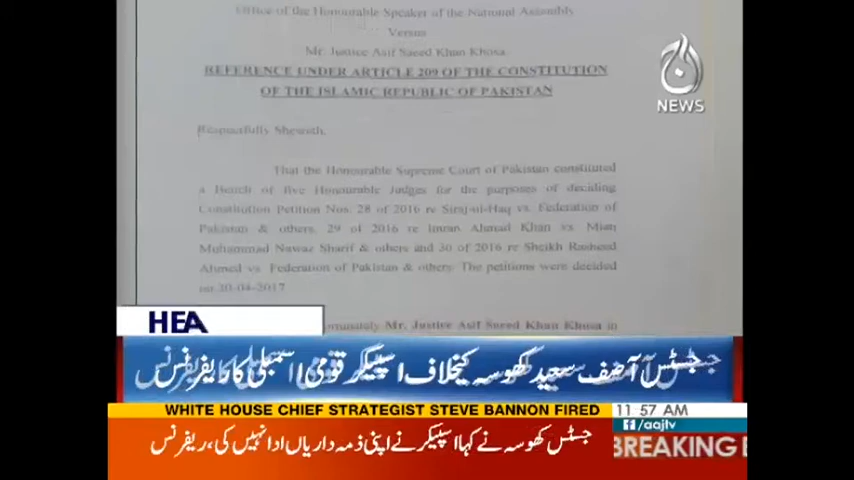 Office of the Honourable Speaker of the National Assembly
Versus
Mr. Justice Asif Saeed Khan Khosa
REFERENCE UNDER ARTICLE 209 OF THE CONSTITUTION
OF THE ISLAMIC REPUBLIC OF PAKISTAN
NEWS
Respectfully Sheweth,
That the Honourable Supreme Court of Pakistan constituted
a Bench of five Honourable Judges for the purposes of deciding
Constitution Petition Nos. 28 of 2016 re Siraj-ul-Haq vs. Federation of
Pakistan & others, 29 of 2016 re Imran Ahmad Khan vs. Mian
Muhammad Nawaz Sharif & others and 30 of 2016 re Sheikh Rasheed
Ahmed vs. Federation of Pakistan & others. The petitions were decided
on 20-04-2017
Mr. Justice Asif Saeed Khan Khosa in
HEA
جسٹس آصف سعید کھوسہ کیخلاف اسپیکر قومی اسمبلی کا ریفرنس
WHITE HOUSE CHIEF STRATEGIST STEVE BANNON FIRED
11:57 AM
f/aajtv
جسٹس کھوسہ نے کہا اسپیکر نے اپنی ذمہ داریاں ادا نہیں کی، ریفرنس
BREAKING